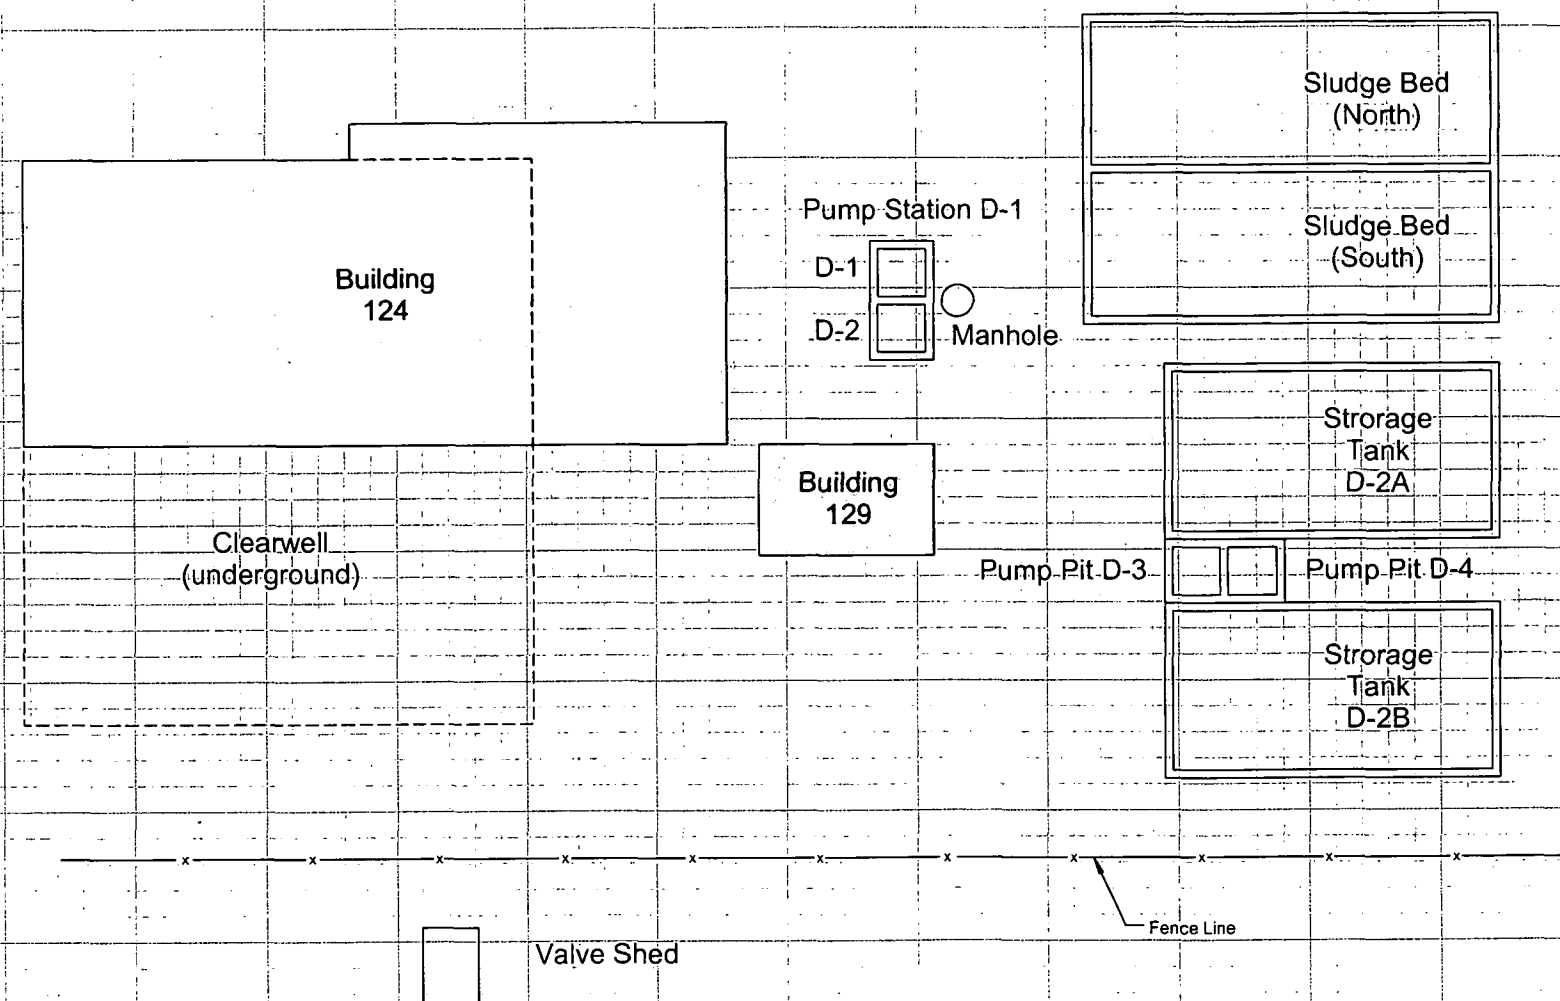 Sludge Bed
(North)
Pump Station D-1
Sludge Bed
(South)
D-1
Building
124
D-2
Manhole
Strorage
Tank
D-2A
Building
129
Clearwell
(underground)
Pump Pit D-3
Pump Pit D-4
Strorage
Tank
D-2B
x x x x x x x x x x x
Fence Line
Valve Shed